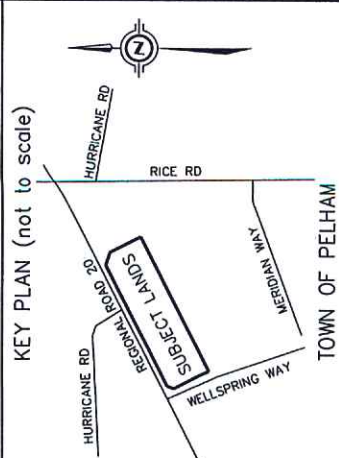 KEY PLAN (not to scale)
N
HURRICANE RD
RICE RD
HURRICANE RD
REGIONAL ROAD 20
SUBJECT LANDS
MERIDIAN WAY
WELLSPRING WAY
TOWN OF PELHAM